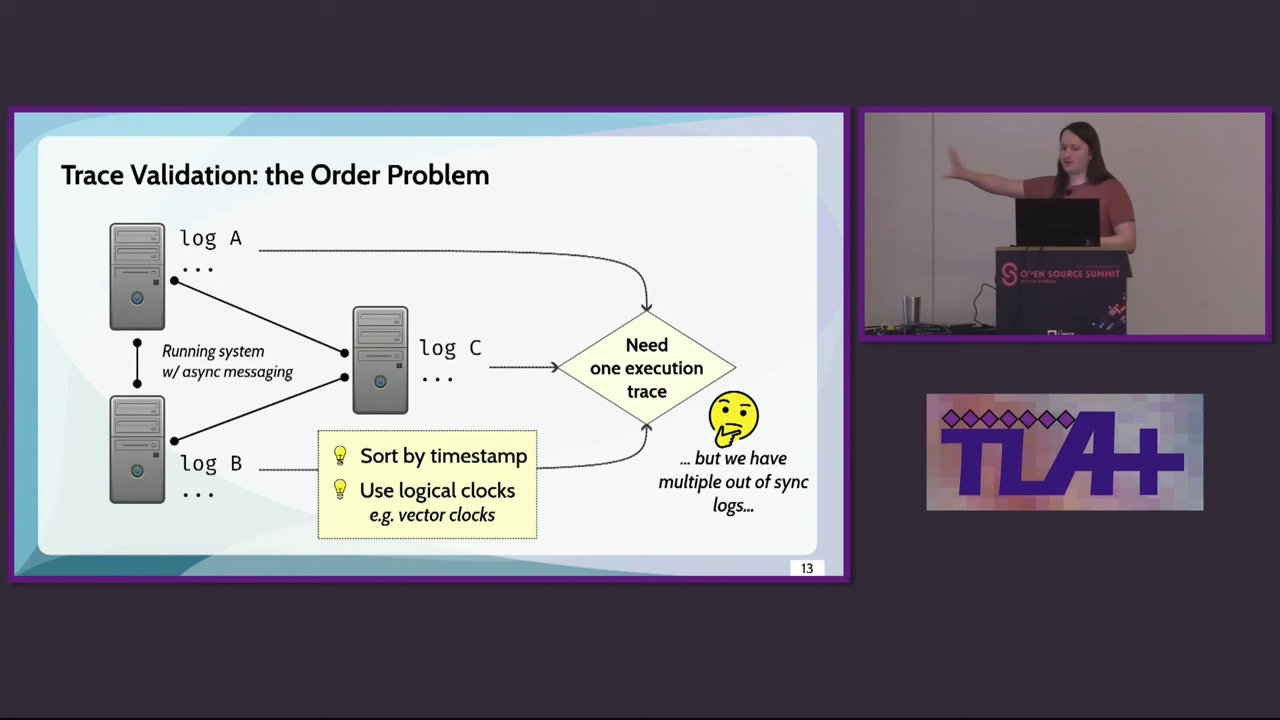 Trace Validation: the Order Problem
log A
...
Running system
w/ async messaging
log C
...
log B
...
Sort by timestamp
Use logical clocks
e.g. vector clocks
Need
one execution
trace
... but we have
multiple out of sync
logs...
13
OPEN SOURCE SUMMIT
TLA+